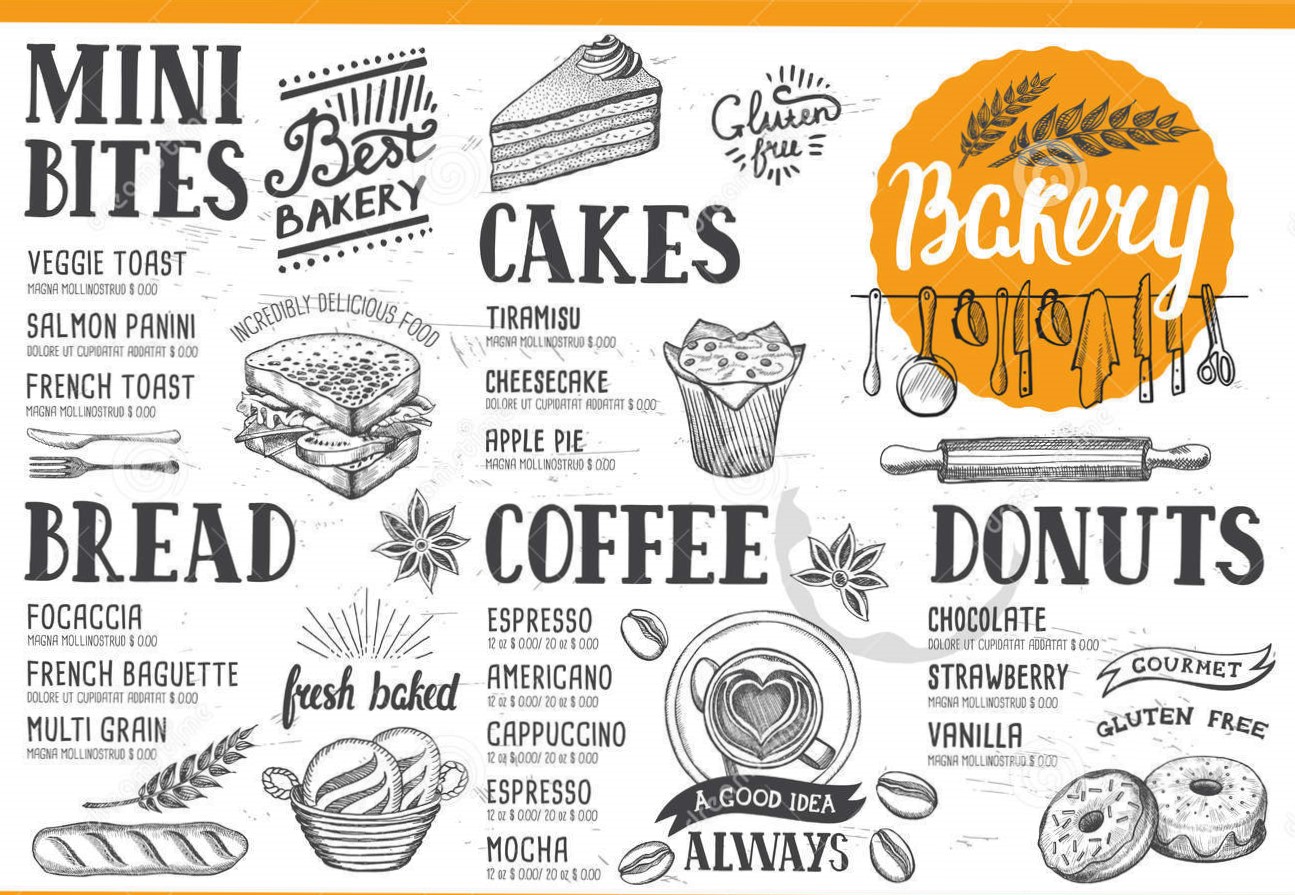 MINI
BITES
VEGGIE TOAST
MAGNA MOLLINOSTRUD $ 0.00
SALMON PANINI
DOLORE UT CUPIDATAT ADDATAT $ 0.00
FRENCH TOAST
MAGNA MOLLINOSTRUD $ 0.00
Best
BAKERY
INCREDIBLY DELICIOUS FOOD
Gluten
free
CAKES
TIRAMISU
MAGNA MOLLINOSTRUD $ 0.00
CHEESECAKE
DOLORE UT CUPIDATAT ADDATAT $ 0.00
APPLE PIE
MAGNA MOLLINOSTRUD $ 0.00
Bakery
BREAD
FOCACCIA
MAGNA MOLLINOSTRUD $ 0.00
FRENCH BAGUETTE
DOLORE UT CUPIDATAT ADDATAT $ 0.00
MULTI GRAIN
MAGNA MOLLINOSTRUD $ 0.00
fresh baked
COFFEE
ESPRESSO
12 oz $ 0.00/ 20 oz $ 0.00
AMERICANO
12 oz $ 0.00/ 20 oz $ 0.00
CAPPUCCINO
12 oz $ 0.00/ 20 oz $ 0.00
ESPRESSO
12 oz $ 0.00/ 20 oz $ 0.00
MOCHA
12 oz $ 0.00/ 20 oz $ 0.00
A GOOD IDEA
ALWAYS
DONUTS
CHOCOLATE
DOLORE UT CUPIDATAT ADDATAT $ 0.00
STRAWBERRY
MAGNA MOLLINOSTRUD $ 0.00
VANILLA
MAGNA MOLLINOSTRUD $ 0.00
GOURMET
GLUTEN FREE